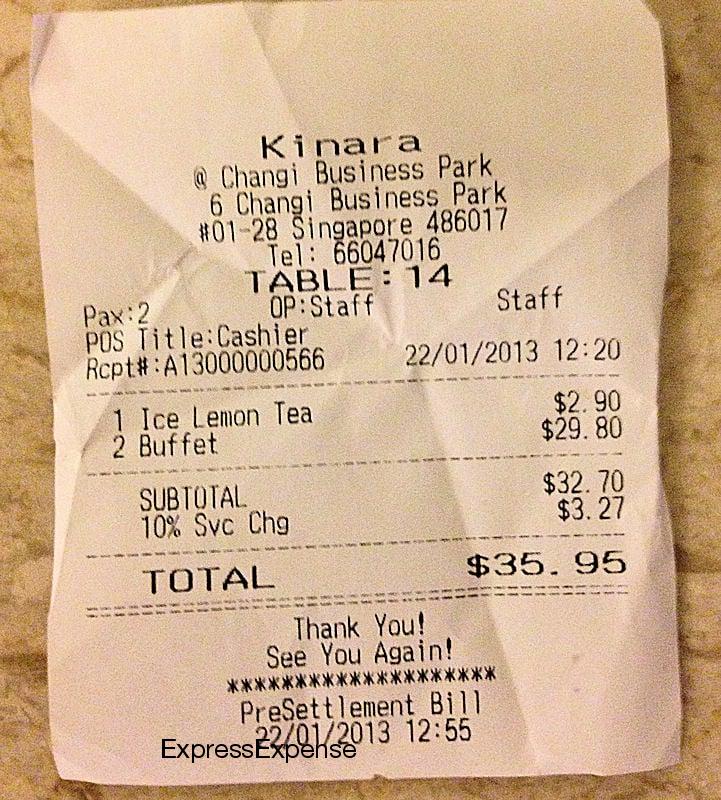 Kinara
@ Changi Business Park
6 Changi Business Park
#01-28 Singapore 486017
Tel: 66047016
TABLE:14
Pax:2 OP:Staff Staff
POS Title:Cashier
Rcpt#:A13000000566 22/01/2013 12:20
1 Ice Lemon Tea $2.90
2 Buffet $29.80
SUBTOTAL $32.70
10% Svc Chg $3.27
TOTAL $35.95
Thank You!
See You Again!
********************
PreSettlement Bill
22/01/2013 12:55
ExpressExpense